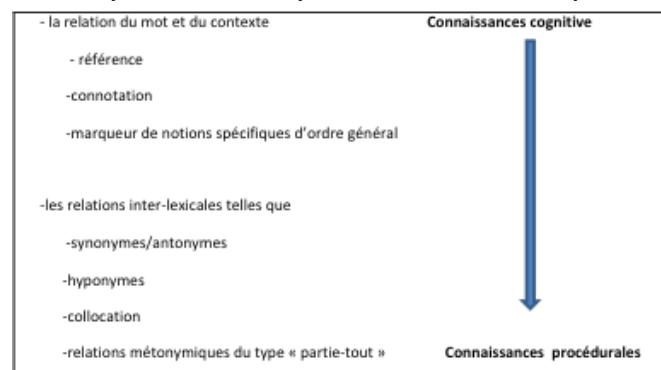 - la relation du mot et du contexte Connaissances cognitive
- référence
-connotation
-marqueur de notions spécifiques d'ordre général
-les relations inter-lexicales telles que
-synonymes/antonymes
-hyponymes
-collocation
-relations métonymiques du type « partie-tout » Connaissances procédurales